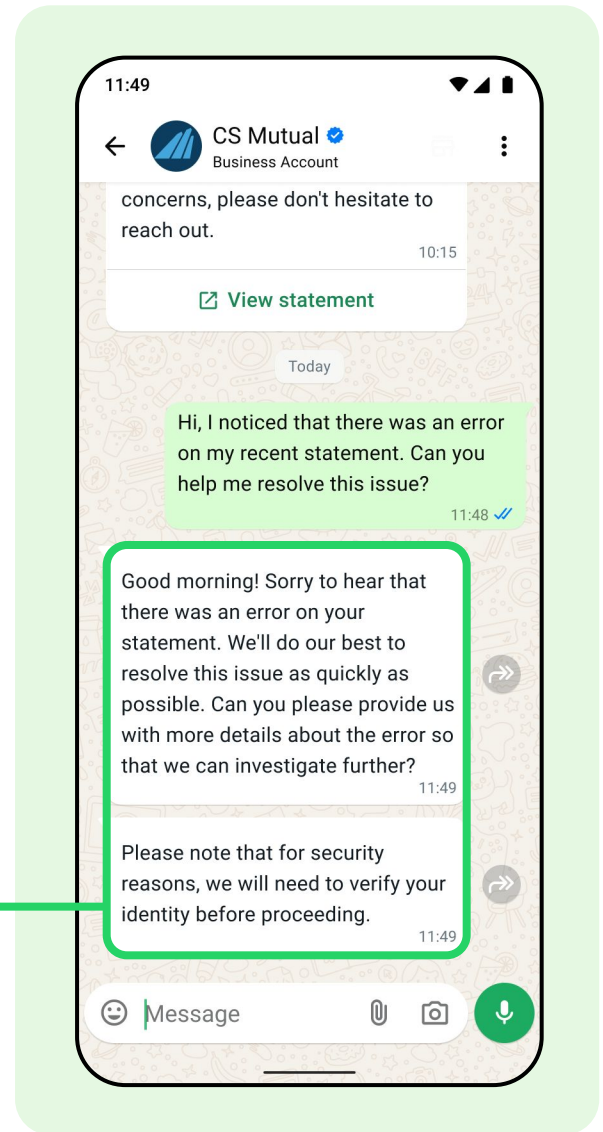 11:49
CS Mutual
Business Account
concerns, please don't hesitate to
reach out.
10:15
View statement
Today
Hi, I noticed that there was an error
on my recent statement. Can you
help me resolve this issue?
11:48
Good morning! Sorry to hear that
there was an error on your
statement. We'll do our best to
resolve this issue as quickly as
possible. Can you please provide us
with more details about the error so
that we can investigate further?
11:49
Please note that for security
reasons, we will need to verify your
identity before proceeding.
11:49
Message